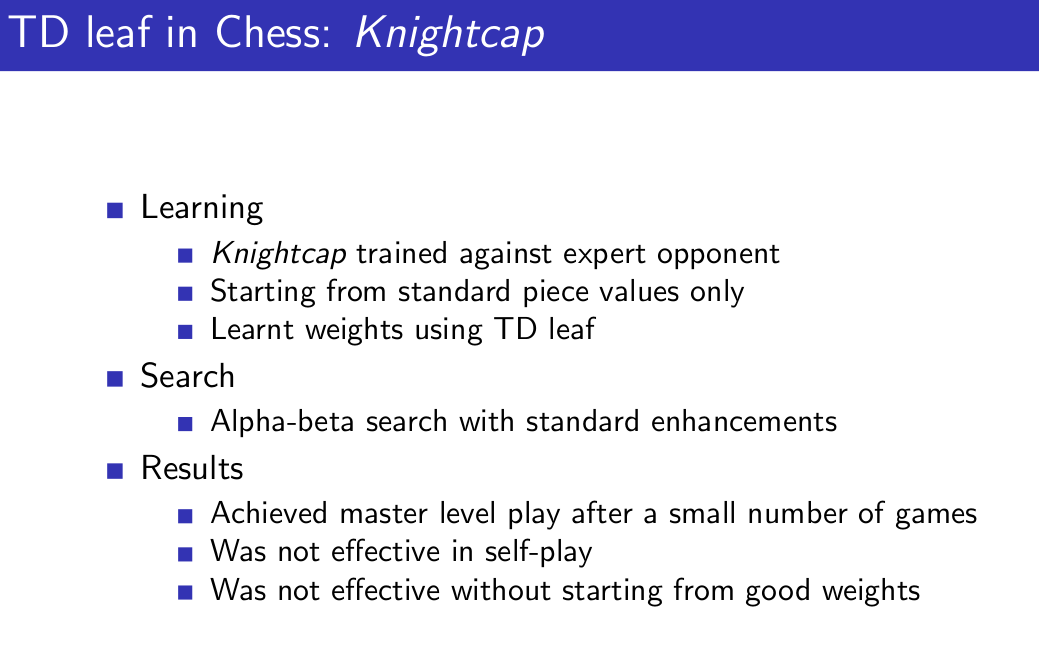 TD leaf in Chess: Knightcap
Learning
Knightcap trained against expert opponent
Starting from standard piece values only
Learnt weights using TD leaf
Search
Alpha-beta search with standard enhancements
Results
Achieved master level play after a small number of games
Was not effective in self-play
Was not effective without starting from good weights